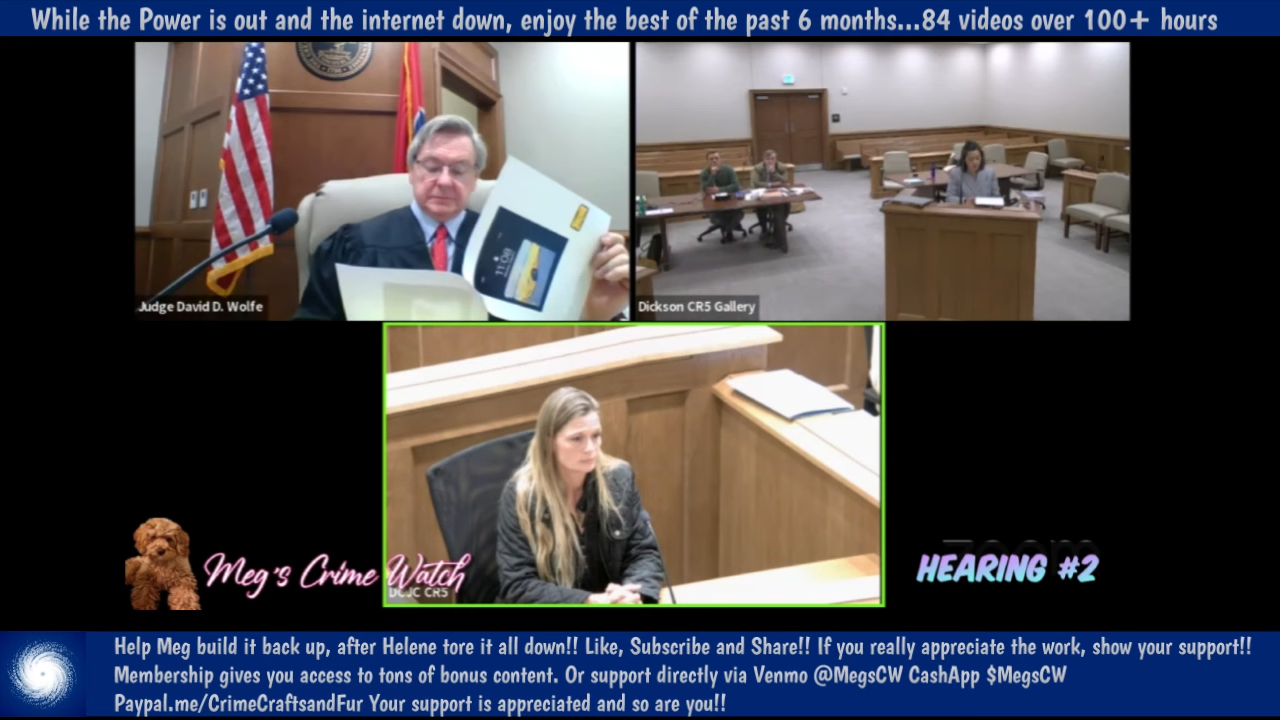 While the Power is out and the internet down, enjoy the best of the past 6 months...84 videos over 100+ hours
11:08
Judge David D. Wolfe
Dickson CR5 Gallery
Meg's Crime Watch
DCJC CR5
HEARING #2
Help Meg build it back up, after Helene tore it all down!! Like, Subscribe and Share!! If you really appreciate the work, show your support!!
Membership gives you access to tons of bonus content. Or support directly via Venmo @MegsCW CashApp $MegsCW
Paypal.me/CrimeCraftsandFur Your support is appreciated and so are you!!